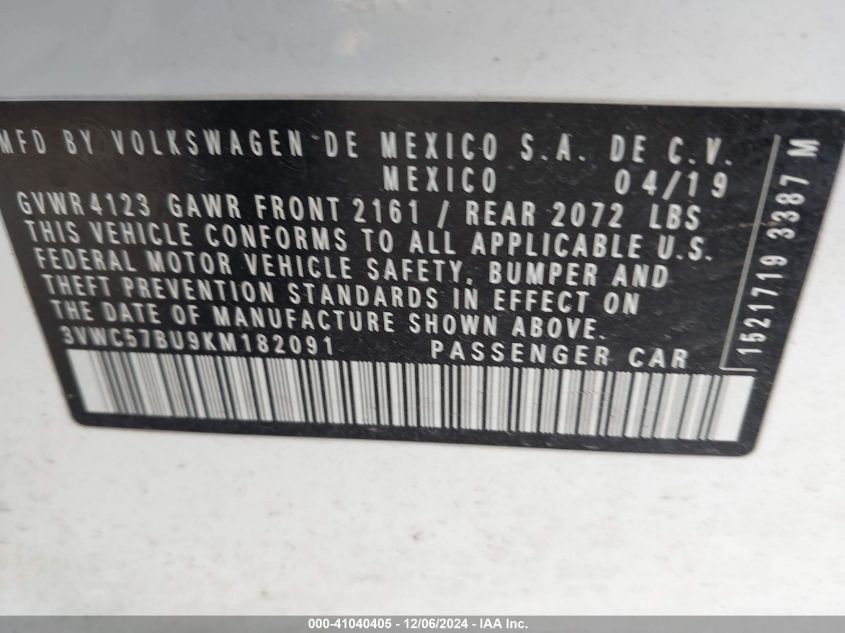 MFD BY VOLKSWAGEN DE MEXICO S.A. DE C.V.
MEXICO 04/19
GVWR 4123 GAWR FRONT 2161 / REAR 2072 LBS
THIS VEHICLE CONFORMS TO ALL APPLICABLE U.S.
FEDERAL MOTOR VEHICLE SAFETY, BUMPER AND
THEFT PREVENTION STANDARDS IN EFFECT ON
THE DATE OF MANUFACTURE SHOWN ABOVE.
3VWC57BU9KM182091 PASSENGER CAR
1521719 3387 M
000-41040405 - 12/06/2024 - IAA Inc.